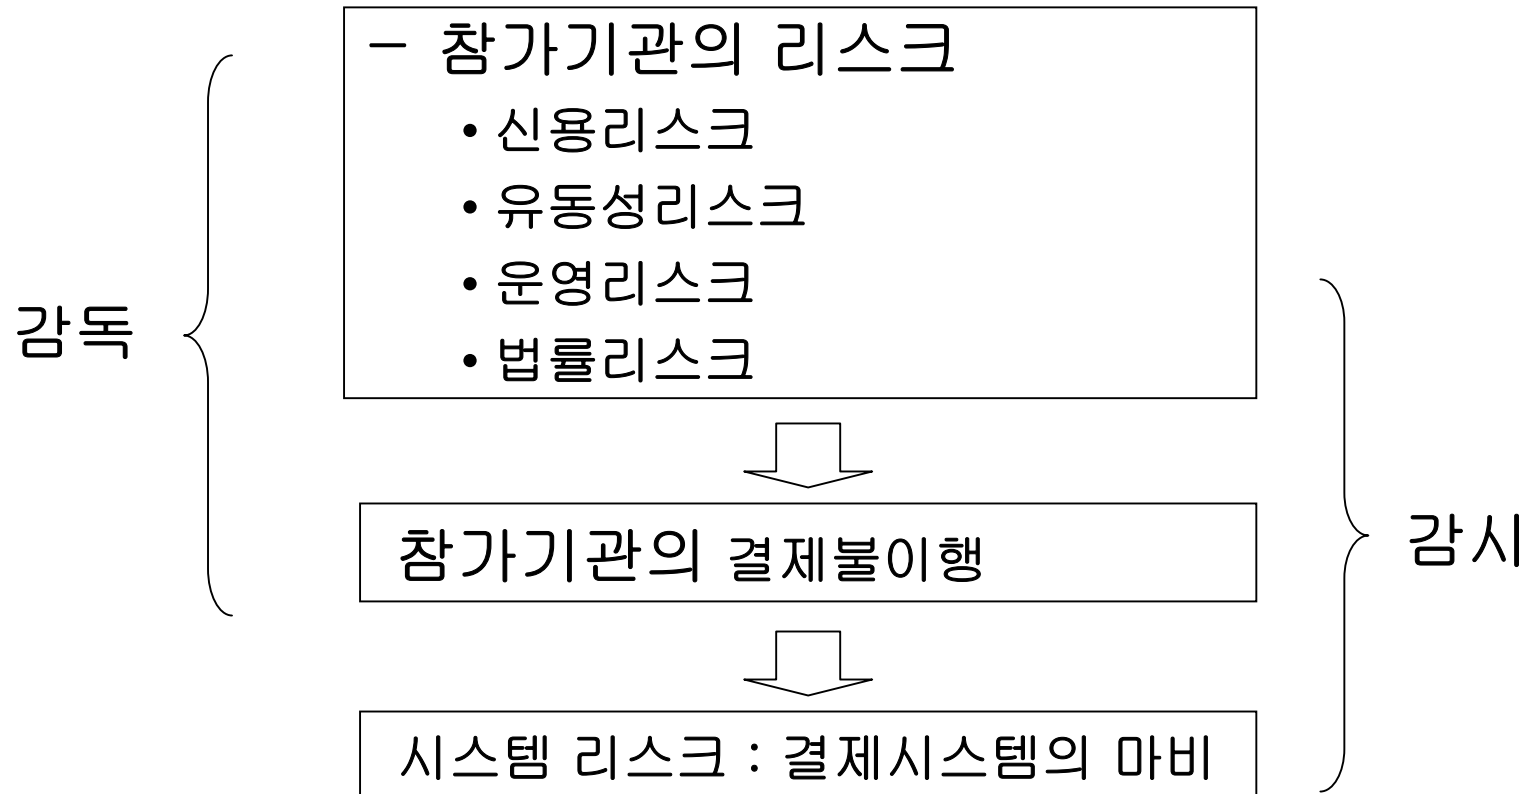 – 참가기관의 리스크
• 신용리스크
• 유동성리스크
• 운영리스크
• 법률리스크
감독
참가기관의 결제불이행
감시
시스템 리스크 : 결제시스템의 마비